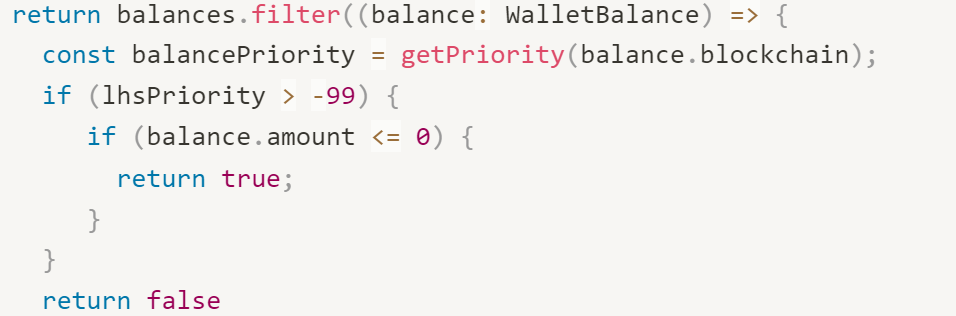 return balances.filter((balance: WalletBalance) => {
  const balancePriority = getPriority(balance.blockchain);
  if (lhsPriority > -99) {
     if (balance.amount <= 0) {
       return true;
     }
  }
  return false